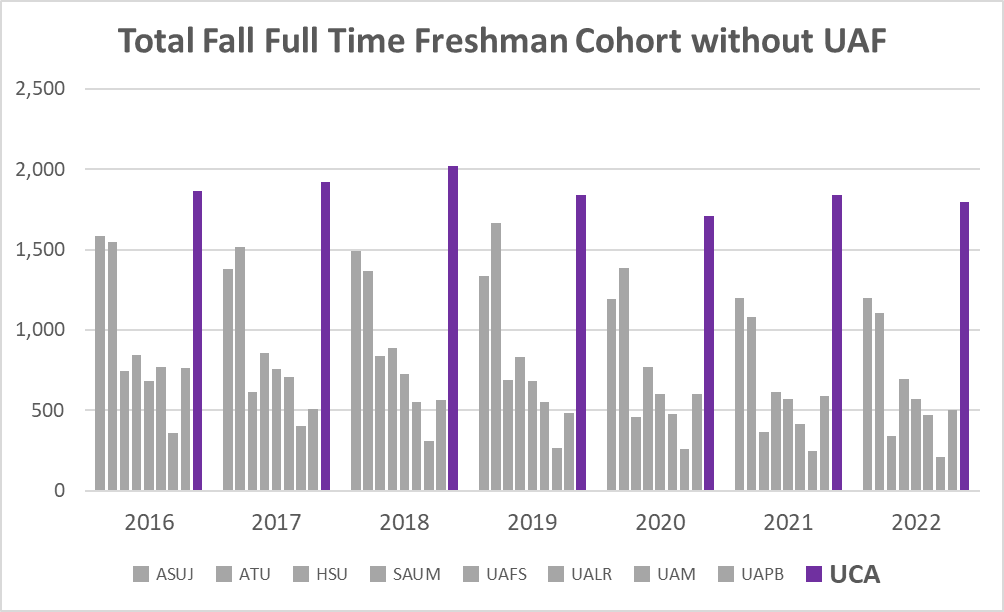 Total Fall Full Time Freshman Cohort without UAF
2,500
2,000
1,500
1,000
500
0
2016 2017 2018 2019 2020 2021 2022
ASUJ ATU HSU SAUM UAFS UALR UAM UAPB UCA